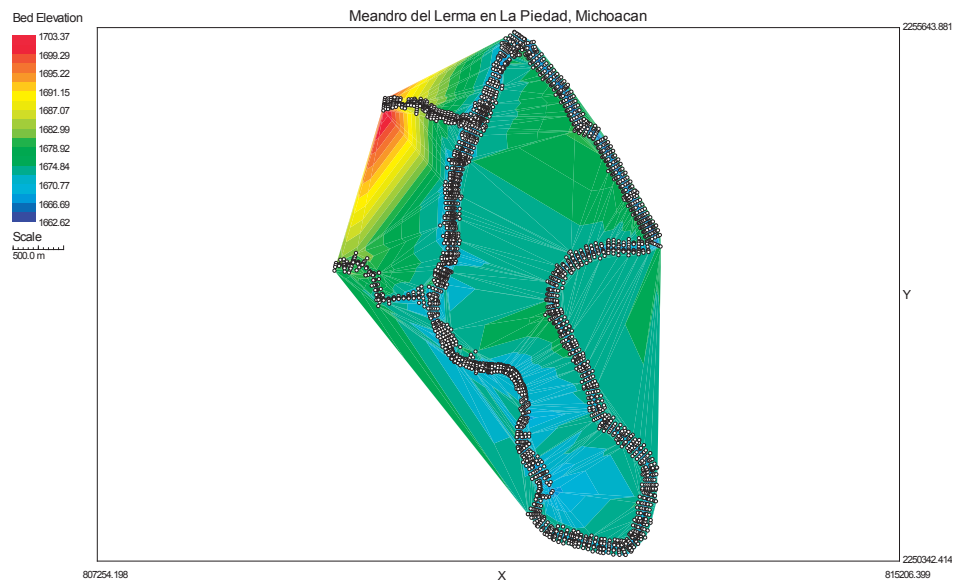 Meandro del Lerma en La Piedad, Michoacan
Bed Elevation
1703.37
1699.29
1695.22
1691.15
1687.07
1682.99
1678.92
1674.84
1670.77
1666.69
1662.62
Scale
500.0 m
2255643.881
Y
2250342.414
807254.198
X
815206.399